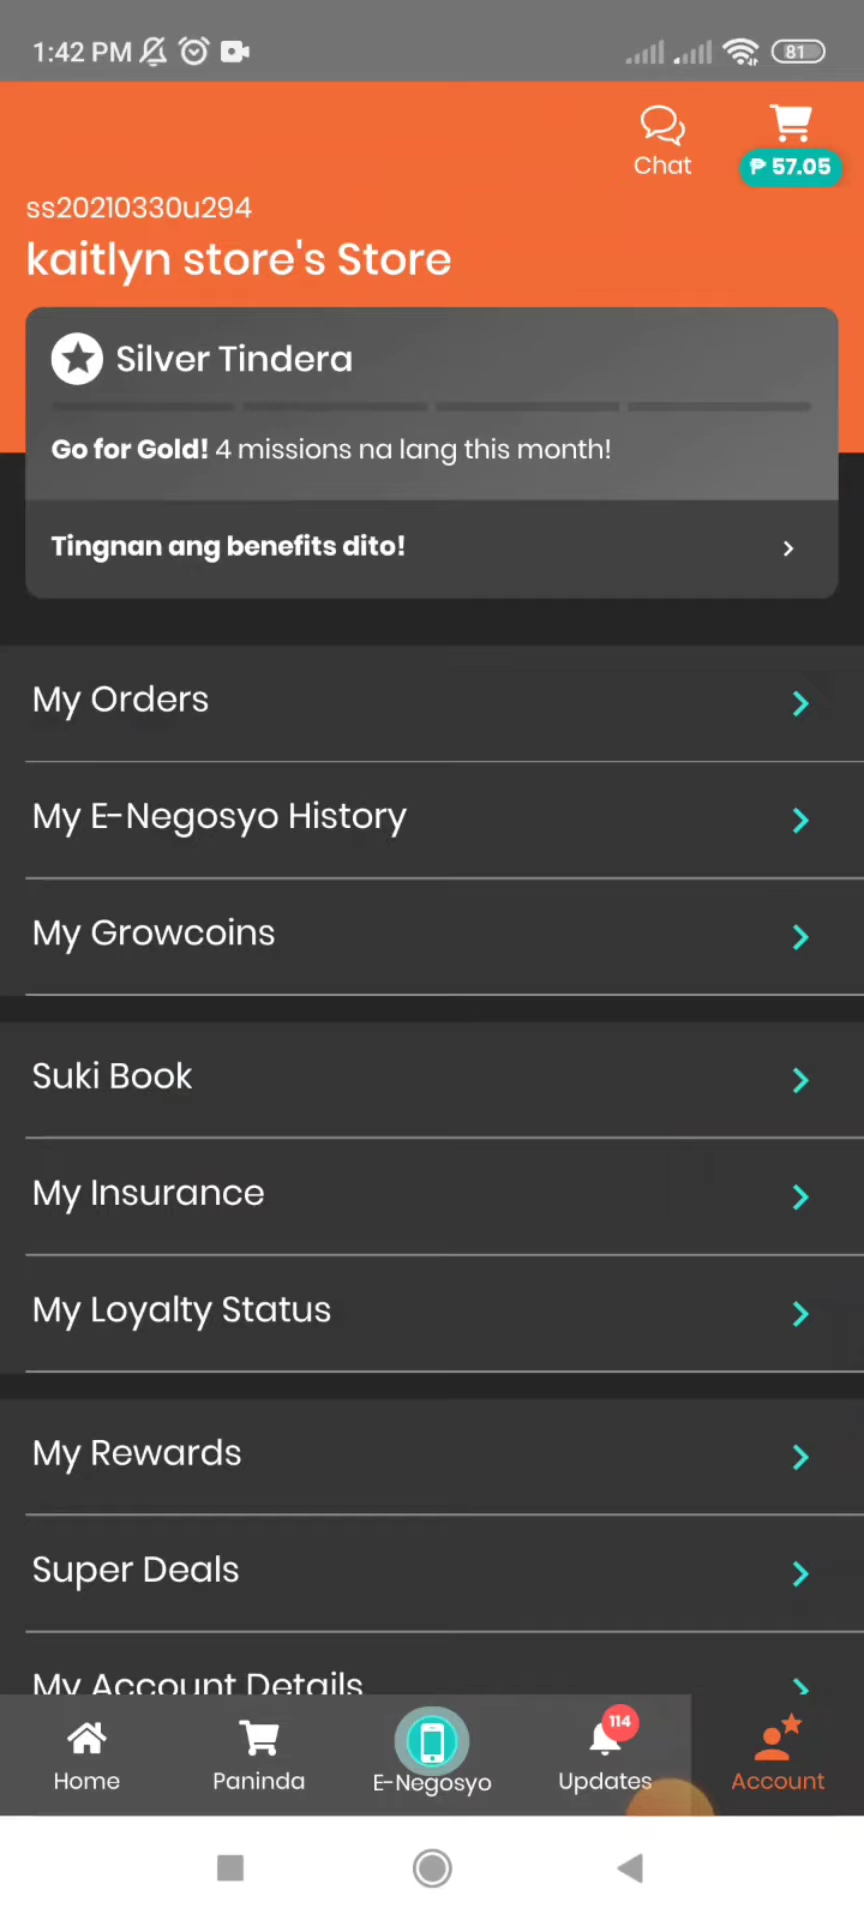 1:42 PM
81
Chat
₱ 57.05
ss20210330u294
kaitlyn store's Store
Silver Tindera
Go for Gold! 4 missions na lang this month!
Tingnan ang benefits dito!
My Orders
My E-Negosyo History
My Growcoins
Suki Book
My Insurance
My Loyalty Status
My Rewards
Super Deals
My Account Details
114
Home
Paninda
E-Negosyo
Updates
Account